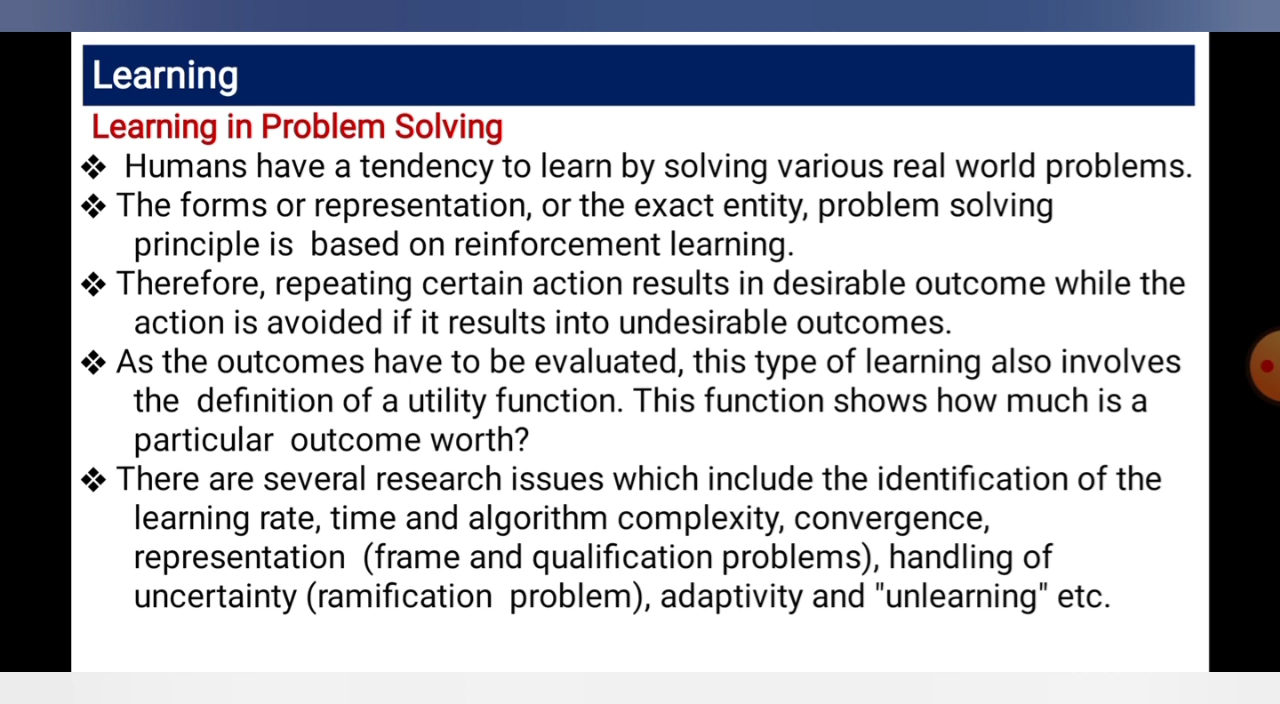 Learning
Learning in Problem Solving
❖ Humans have a tendency to learn by solving various real world problems.
❖ The forms or representation, or the exact entity, problem solving
principle is based on reinforcement learning.
❖ Therefore, repeating certain action results in desirable outcome while the
action is avoided if it results into undesirable outcomes.
❖ As the outcomes have to be evaluated, this type of learning also involves
the definition of a utility function. This function shows how much is a
particular outcome worth?
❖ There are several research issues which include the identification of the
learning rate, time and algorithm complexity, convergence,
representation (frame and qualification problems), handling of
uncertainty (ramification problem), adaptivity and "unlearning" etc.